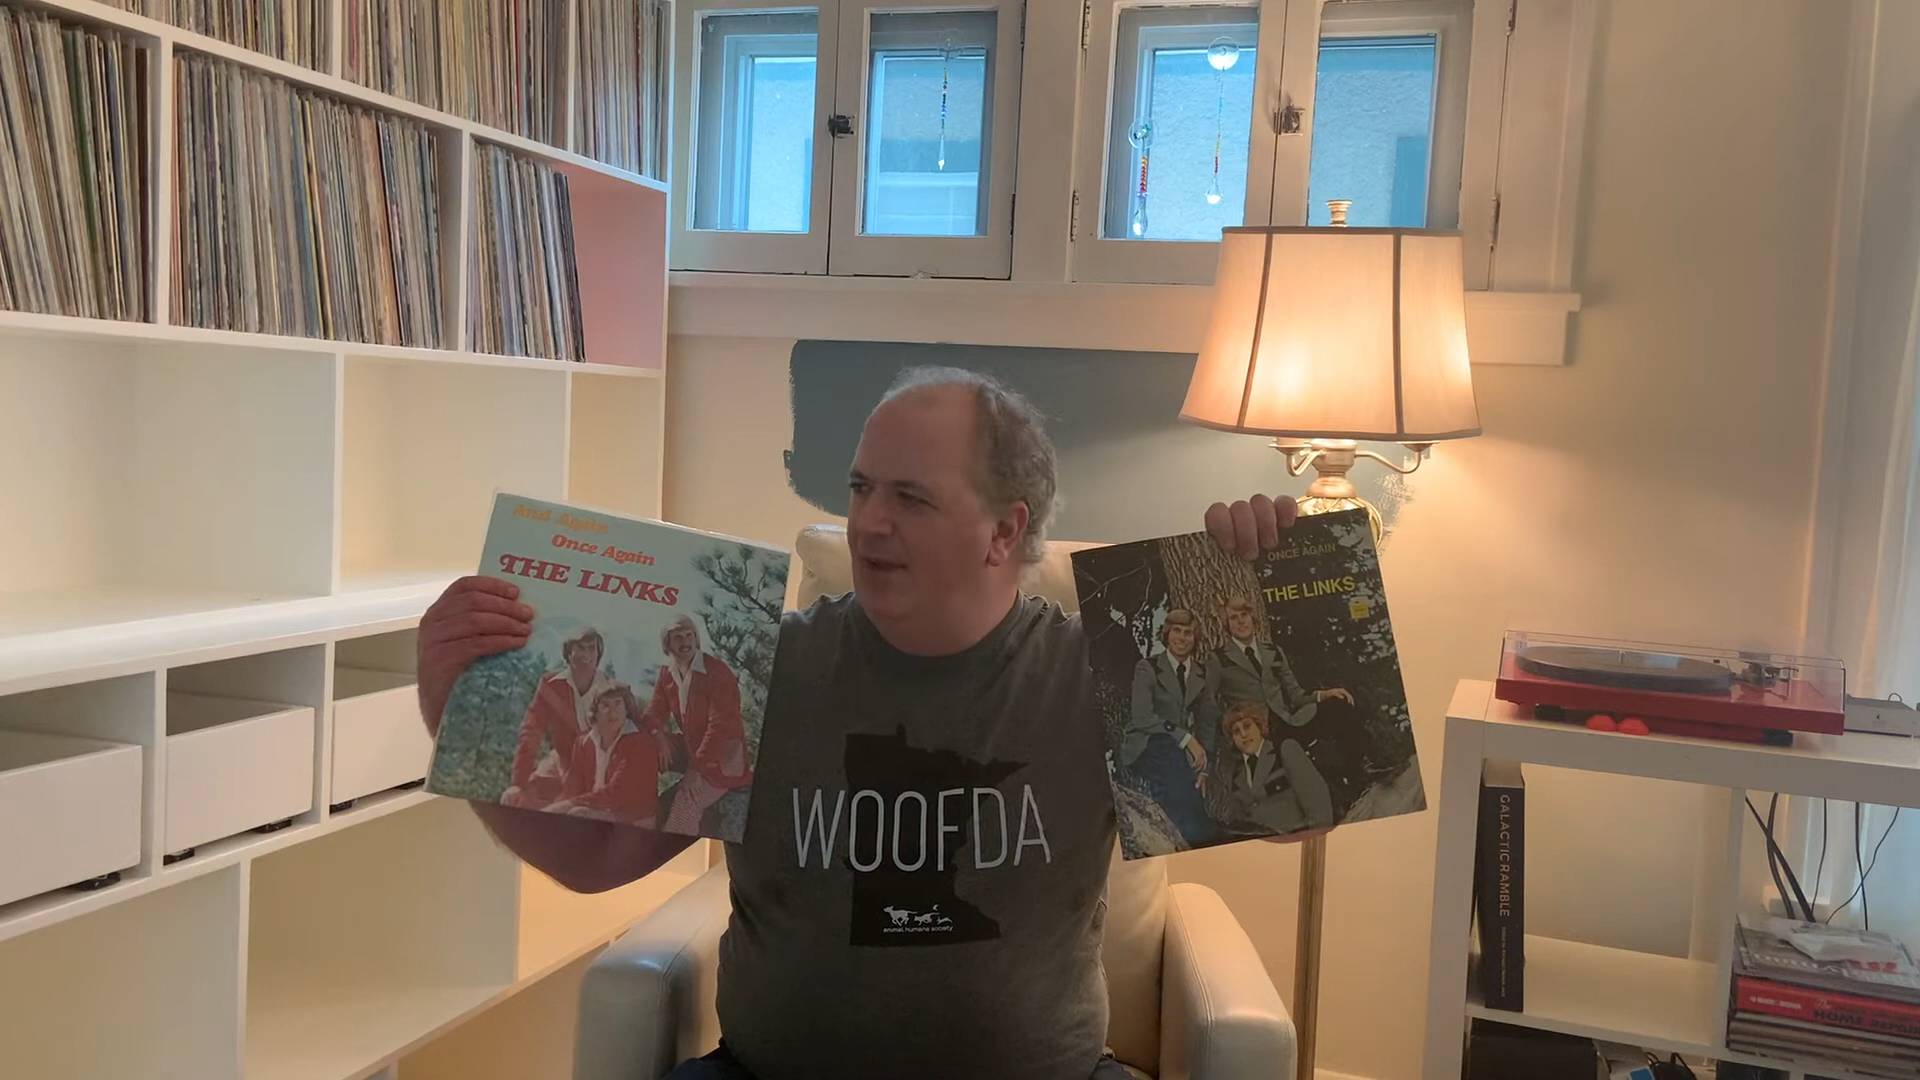 And Again
Once Again
THE LINKS
ONCE AGAIN
THE LINKS
WOOFDA
animal humane society
GALACTIC RAMBLE
HOME REPAIR